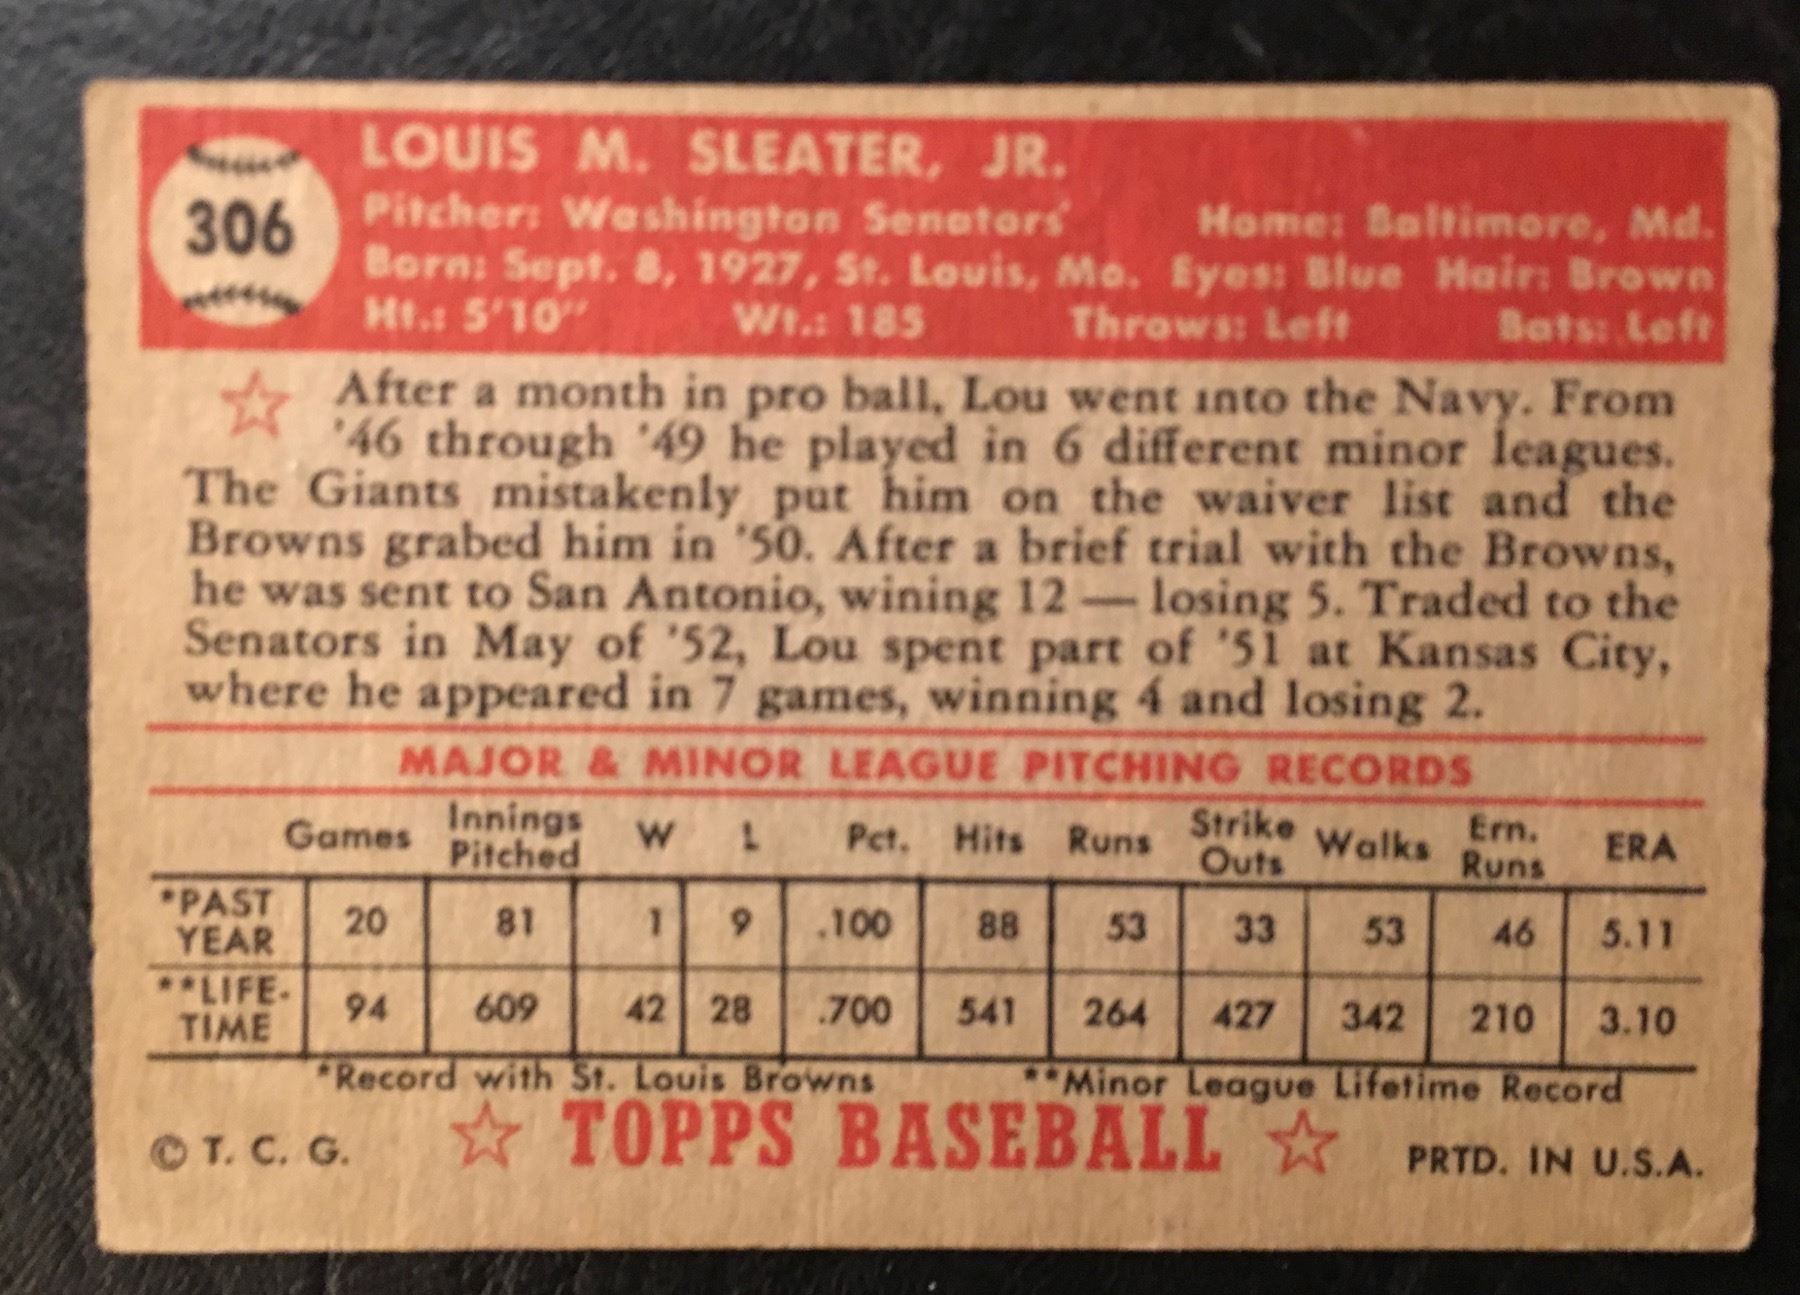 306
LOUIS M. SLEATER, JR.
Pitcher: Washington Senators' Home: Baltimore, Md.
Born: Sept. 8, 1927, St. Louis, Mo. Eyes: Blue Hair: Brown
Ht.: 5'10" Wt.: 185 Throws: Left Bats: Left
After a month in pro ball, Lou went into the Navy. From
'46 through '49 he played in 6 different minor leagues.
The Giants mistakenly put him on the waiver list and the
Browns grabed him in '50. After a brief trial with the Browns,
he was sent to San Antonio, wining 12 — losing 5. Traded to the
Senators in May of '52, Lou spent part of '51 at Kansas City,
where he appeared in 7 games, winning 4 and losing 2.
MAJOR & MINOR LEAGUE PITCHING RECORDS
Games Innings Pitched W L Pct. Hits Runs Strike Outs Walks Ern. Runs ERA
*PAST YEAR 20 81 1 9 .100 88 53 33 53 46 5.11
**LIFE-TIME 94 609 42 28 .700 541 264 427 342 210 3.10
*Record with St. Louis Browns **Minor League Lifetime Record
© T. C. G. TOPPS BASEBALL PRTD. IN U.S.A.